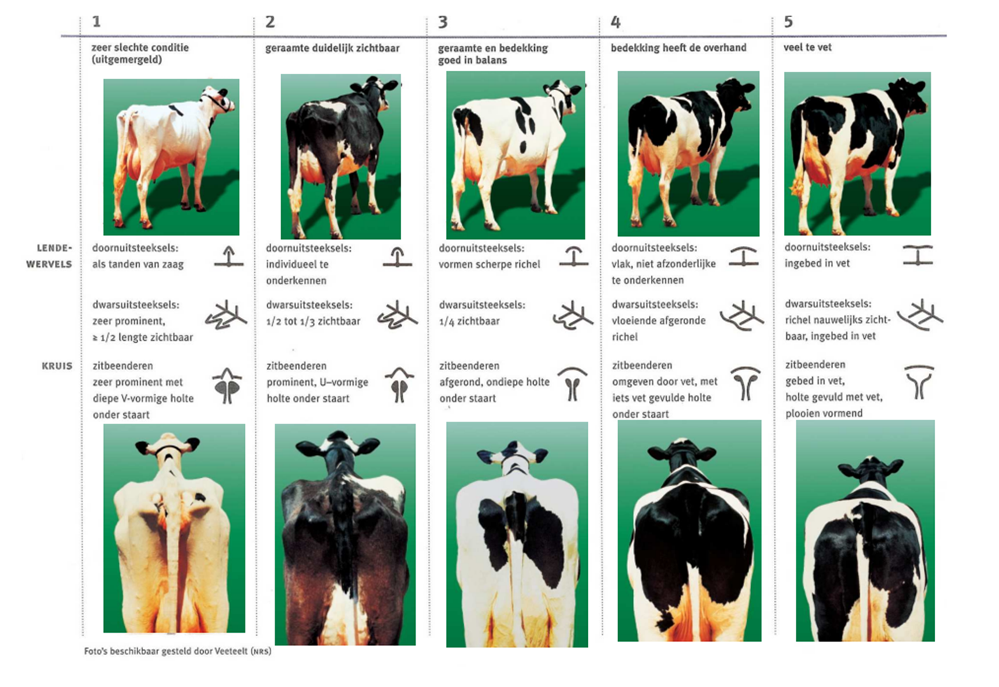 1
zeer slechte conditie
(uitgemergeld)
2
geraamte duidelijk zichtbaar
3
geraamte en bedekking
goed in balans
4
bedekking heeft de overhand
5
veel te vet
LENDE-
WERVELS
doornuitsteeksels:
als tanden van zaag
doornuitsteeksels:
individueel te
onderkennen
doornuitsteeksels:
vormen scherpe richel
doornuitsteeksels:
vlak, niet afzonderlijke
te onderkennen
doornuitsteeksels:
ingebed in vet
dwarsuitsteeksels:
zeer prominent,
≥ 1/2 lengte zichtbaar
dwarsuitsteeksels:
1/2 tot 1/3 zichtbaar
dwarsuitsteeksels:
1/4 zichtbaar
dwarsuitsteeksels:
vloeiende afgeronde
richel
dwarsuitsteeksels:
richel nauwelijks zicht-
baar, ingebed in vet
KRUIS
zitbeenderen
zeer prominent met
diepe V-vormige holte
onder staart
zitbeenderen
prominent, U–vormige
holte onder staart
zitbeenderen
afgerond, ondiepe holte
onder staart
zitbeenderen
omgeven door vet, met
iets vet gevulde holte
onder staart
zitbeenderen
gebed in vet,
holte gevuld met vet,
plooien vormend
Foto's beschikbaar gesteld door Veeteelt (NRS)